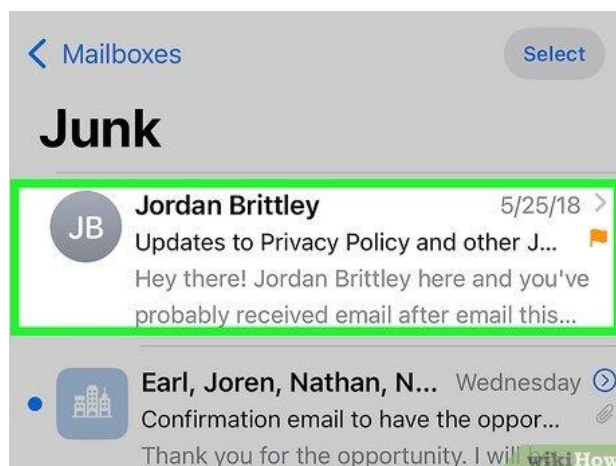 Mailboxes
Select
Junk
JB
Jordan Brittley
5/25/18
Updates to Privacy Policy and other J...
Hey there! Jordan Brittley here and you've
probably received email after email this...
Earl, Joren, Nathan, N...
Wednesday
Confirmation email to have the oppor...
Thank you for the opportunity. I will
wikiHow